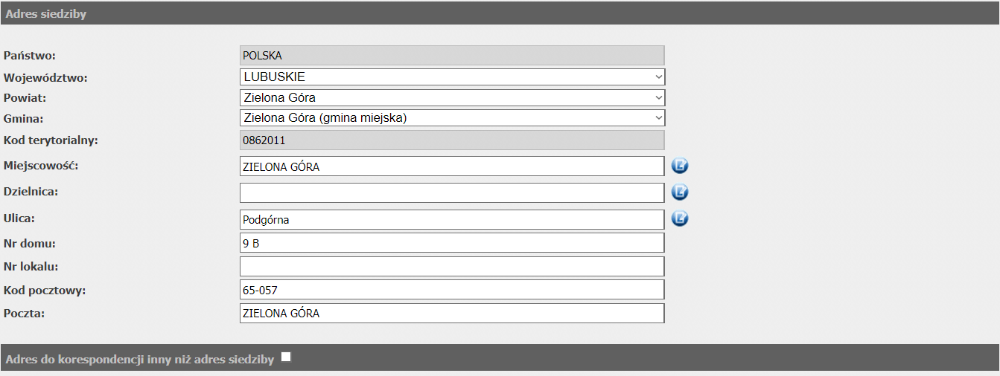 Adres siedziby
Państwo: POLSKA
Województwo: LUBUSKIE
Powiat: Zielona Góra
Gmina: Zielona Góra (gmina miejska)
Kod terytorialny: 0862011
Miejscowość: ZIELONA GÓRA
Dzielnica:
Ulica: Podgórna
Nr domu: 9 B
Nr lokalu:
Kod pocztowy: 65-057
Poczta: ZIELONA GÓRA
Adres do korespondencji inny niż adres siedziby